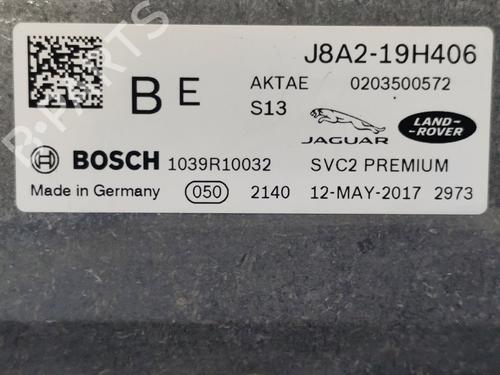 J8A2-19H406
B E
AKTAE 0203500572
S13
JAGUAR
LAND-
ROVER
BOSCH 1039R10032 SVC2 PREMIUM
Made in Germany 050 2140 12-MAY-2017 2973